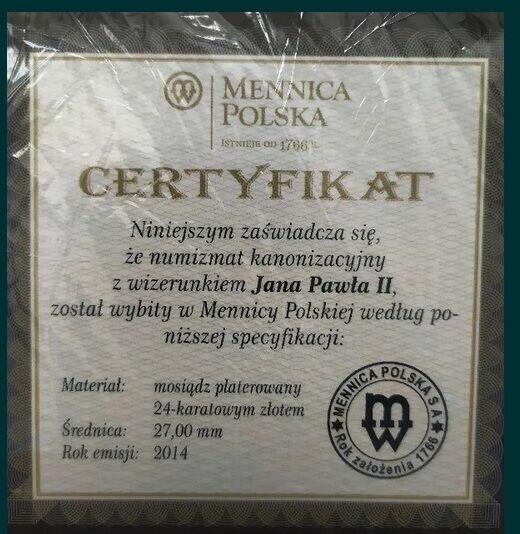 MENNICA
POLSKA
ISTNIEJE OD 1766 R.
CERTYFIKAT
Niniejszym zaświadcza się,
że numizmat kanonizacyjny
z wizerunkiem Jana Pawła II,
został wybity w Mennicy Polskiej według po-
niższej specyfikacji:
Materiał: mosiądz platerowany
24-karatowym złotem
Średnica: 27,00 mm
Rok emisji: 2014
MENNICA POLSKA S A
mw
Rok założenia 1766